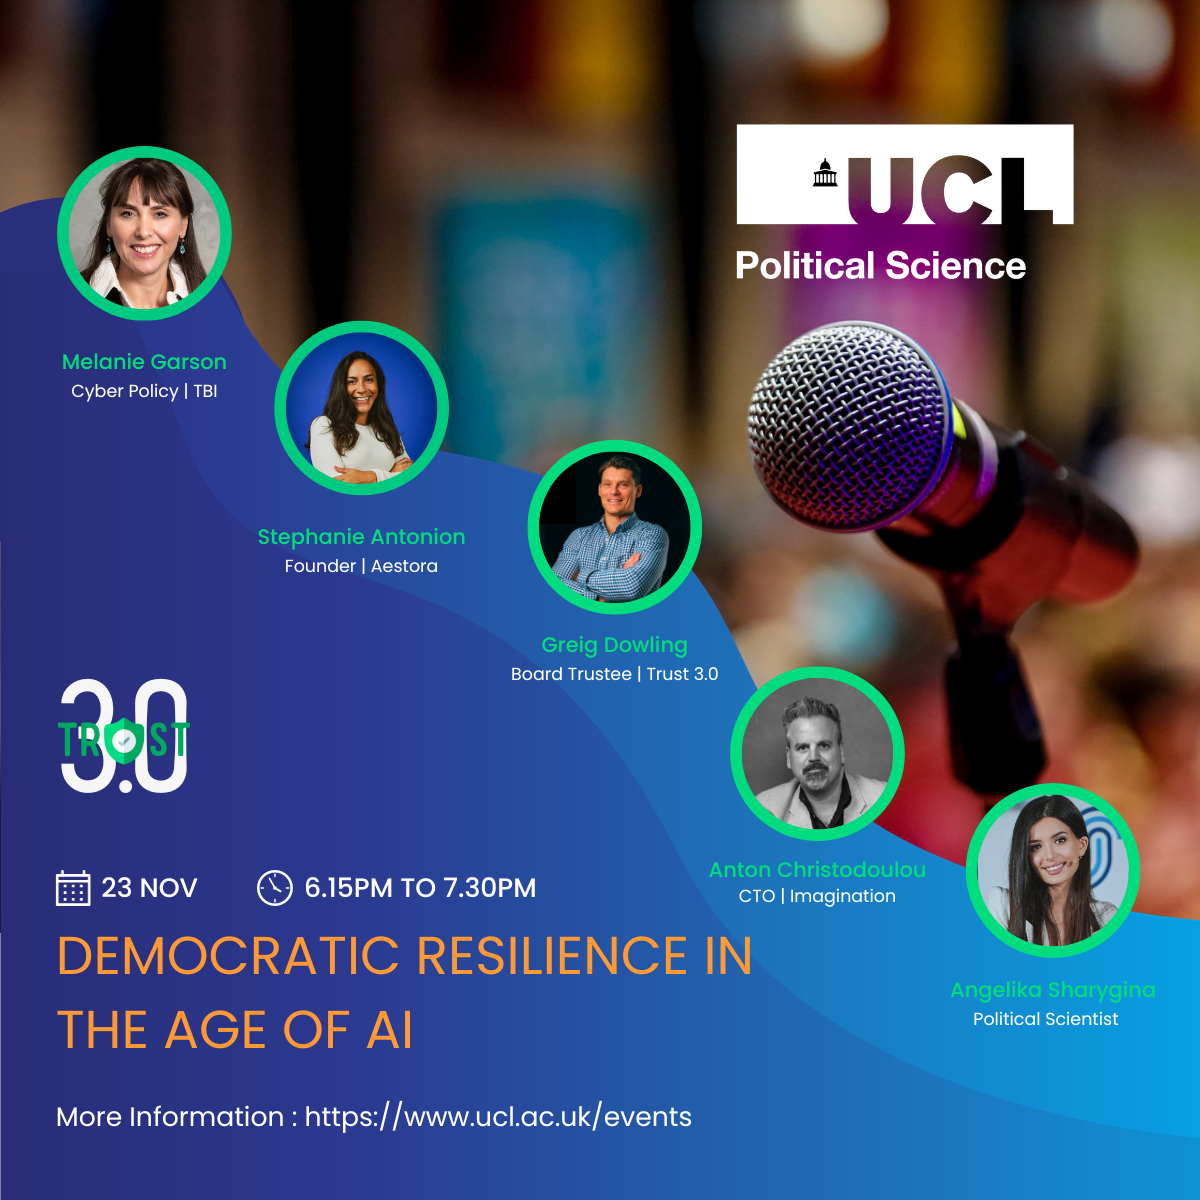 UCL
Political Science
Melanie Garson
Cyber Policy | TBI
Stephanie Antonion
Founder | Aestora
Greig Dowling
Board Trustee | Trust 3.0
3.0
TRUST
Anton Christodoulou
CTO | Imagination
Angelika Sharygina
Political Scientist
23 NOV
6.15PM TO 7.30PM
DEMOCRATIC RESILIENCE IN
THE AGE OF AI
More Information : https://www.ucl.ac.uk/events